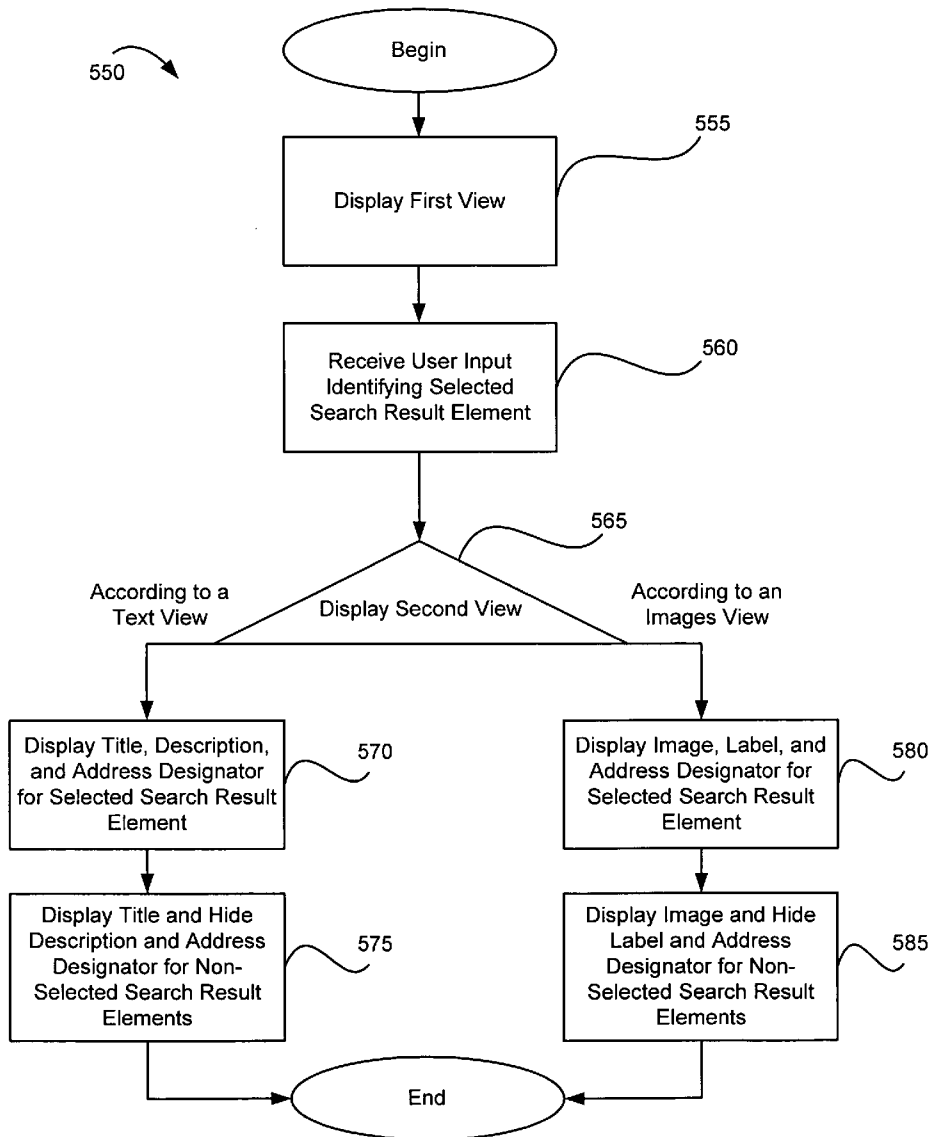 Begin
550
555
Display First View
560
Receive User Input
Identifying Selected
Search Result Element
565
According to a
Text View
Display Second View
According to an
Images View
Display Title, Description,
and Address Designator
for Selected Search Result
Element
570
Display Image, Label, and
Address Designator for
Selected Search Result
Element
580
Display Title and Hide
Description and Address
Designator for Non-
Selected Search Result
Elements
575
Display Image and Hide
Label and Address
Designator for Non-
Selected Search Result
Elements
585
End